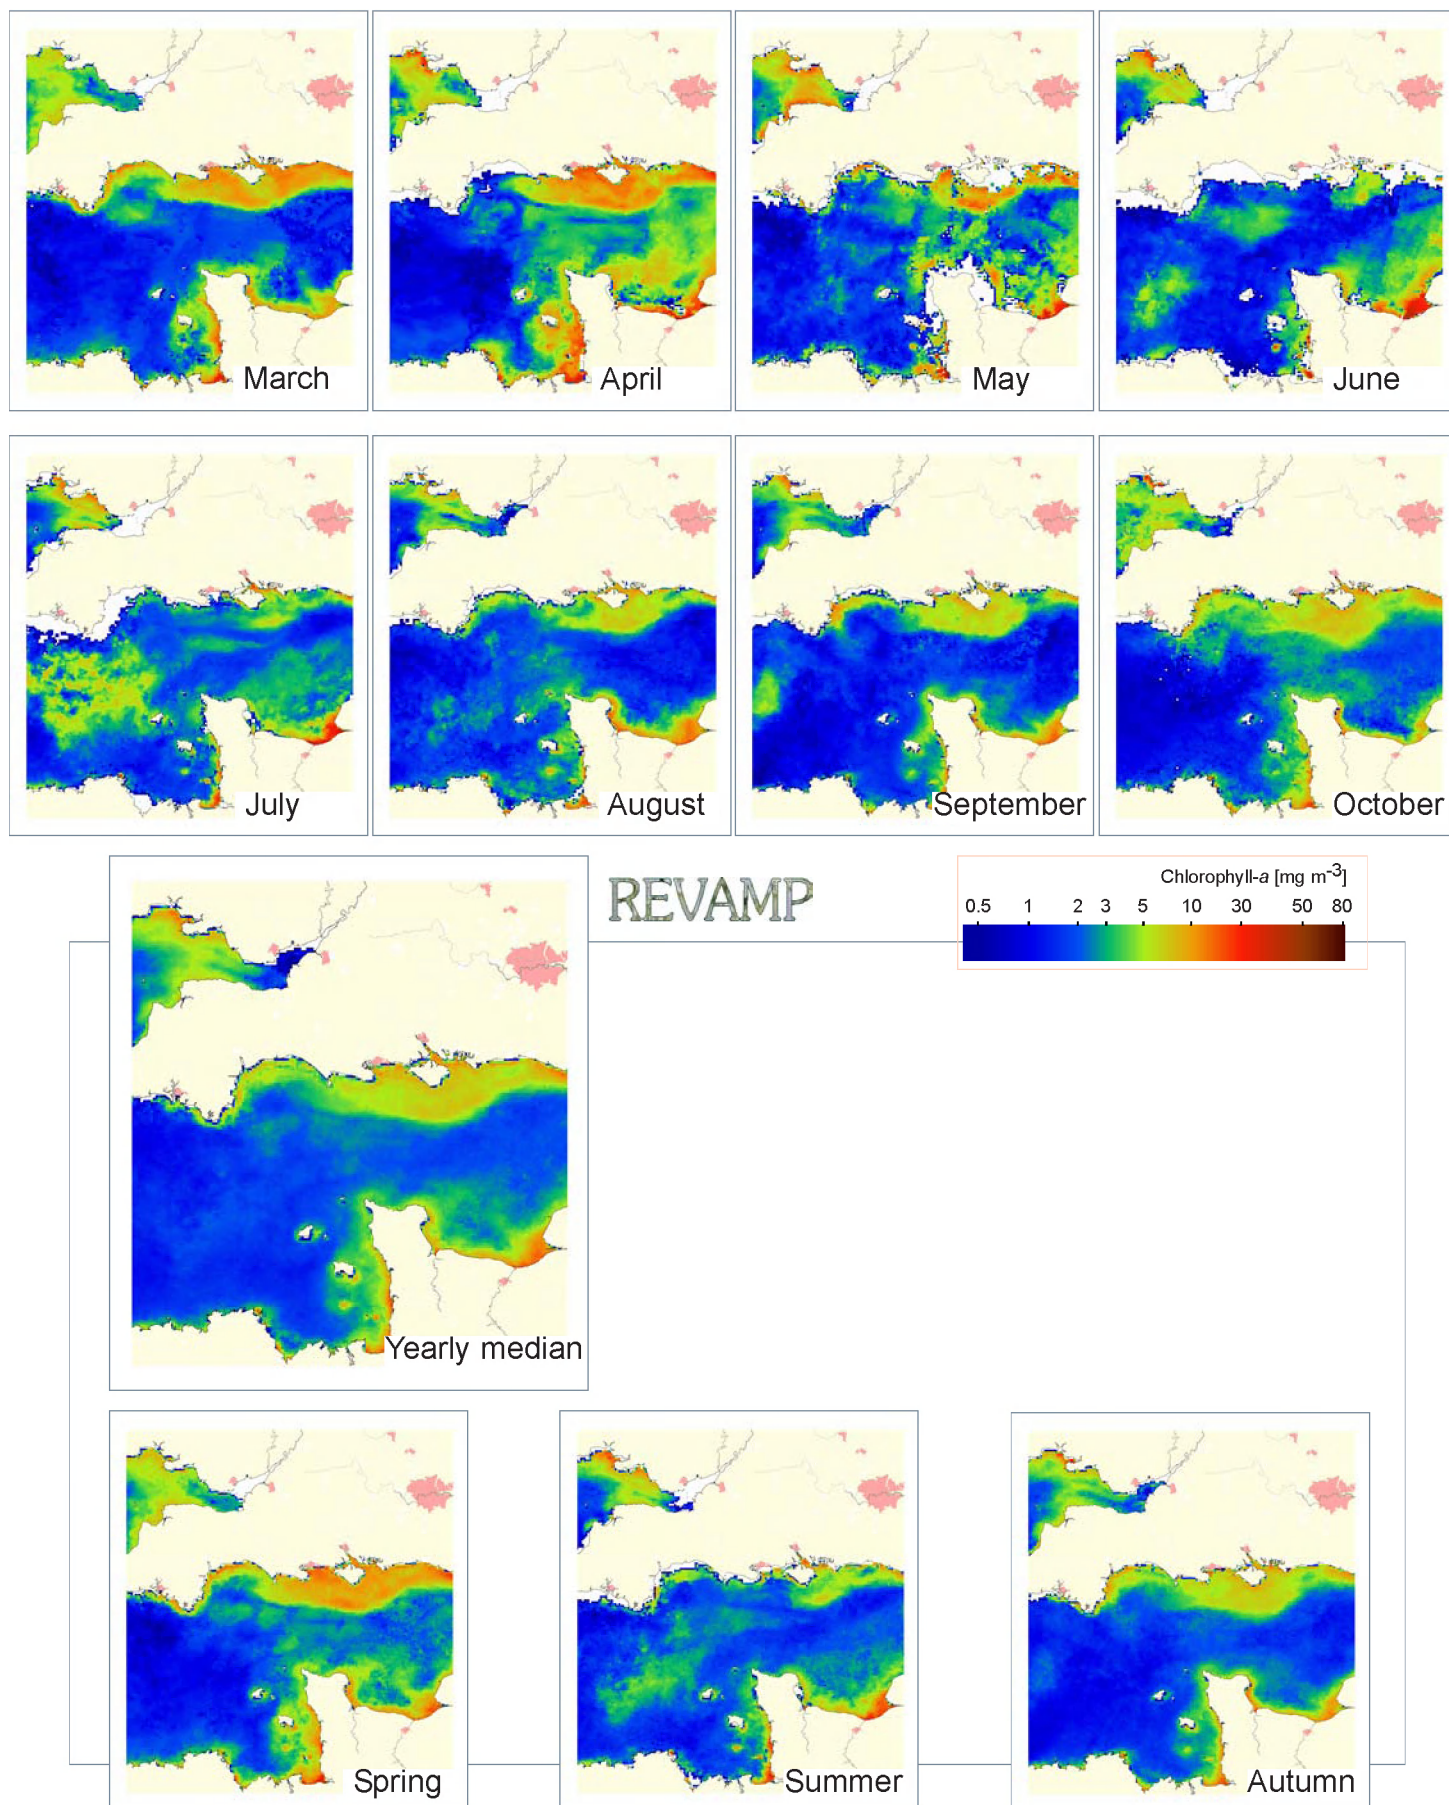 March
April
May
June
July
August
September
October
REVAMP
Chlorophyll-a [mg m-3]
0.5 1 2 3 5 10 30 50 80
Yearly median
Spring
Summer
Autumn